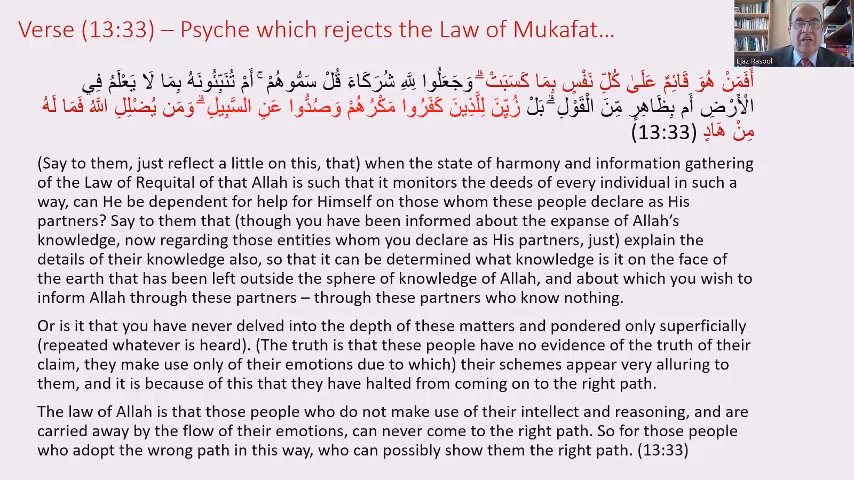 Verse (13:33) – Psyche which rejects the Law of Mukafat...
Ejaz Rasool
أَفَمَنْ هُوَ قَائِمٌ عَلَىٰ كُلِّ نَفْسٍ بِمَا كَسَبَتْ ۗ وَجَعَلُوا لِلَّهِ شُرَكَاءَ قُلْ سَمُّوهُمْ ۚ أَمْ تُنَبِّئُونَهُ بِمَا لَا يَعْلَمُ فِي
الْأَرْضِ أَم بِظَاهِرٍ مِّنَ الْقَوْلِ ۗ بَلْ زُيِّنَ لِلَّذِينَ كَفَرُوا مَكْرُهُمْ وَصُدُّوا عَنِ السَّبِيلِ ۗ وَمَن يُضْلِلِ اللَّهُ فَمَا لَهُ
مِنْ هَادٍ (13:33)
(Say to them, just reflect a little on this, that) when the state of harmony and information gathering
of the Law of Requital of that Allah is such that it monitors the deeds of every individual in such a
way, can He be dependent for help for Himself on those whom these people declare as His
partners? Say to them that (though you have been informed about the expanse of Allah's
knowledge, now regarding those entities whom you declare as His partners, just) explain the
details of their knowledge also, so that it can be determined what knowledge is it on the face of
the earth that has been left outside the sphere of knowledge of Allah, and about which you wish to
inform Allah through these partners – through these partners who know nothing.
Or is it that you have never delved into the depth of these matters and pondered only superficially
(repeated whatever is heard). (The truth is that these people have no evidence of the truth of their
claim, they make use only of their emotions due to which) their schemes appear very alluring to
them, and it is because of this that they have halted from coming on to the right path.
The law of Allah is that those people who do not make use of their intellect and reasoning, and are
carried away by the flow of their emotions, can never come to the right path. So for those people
who adopt the wrong path in this way, who can possibly show them the right path. (13:33)